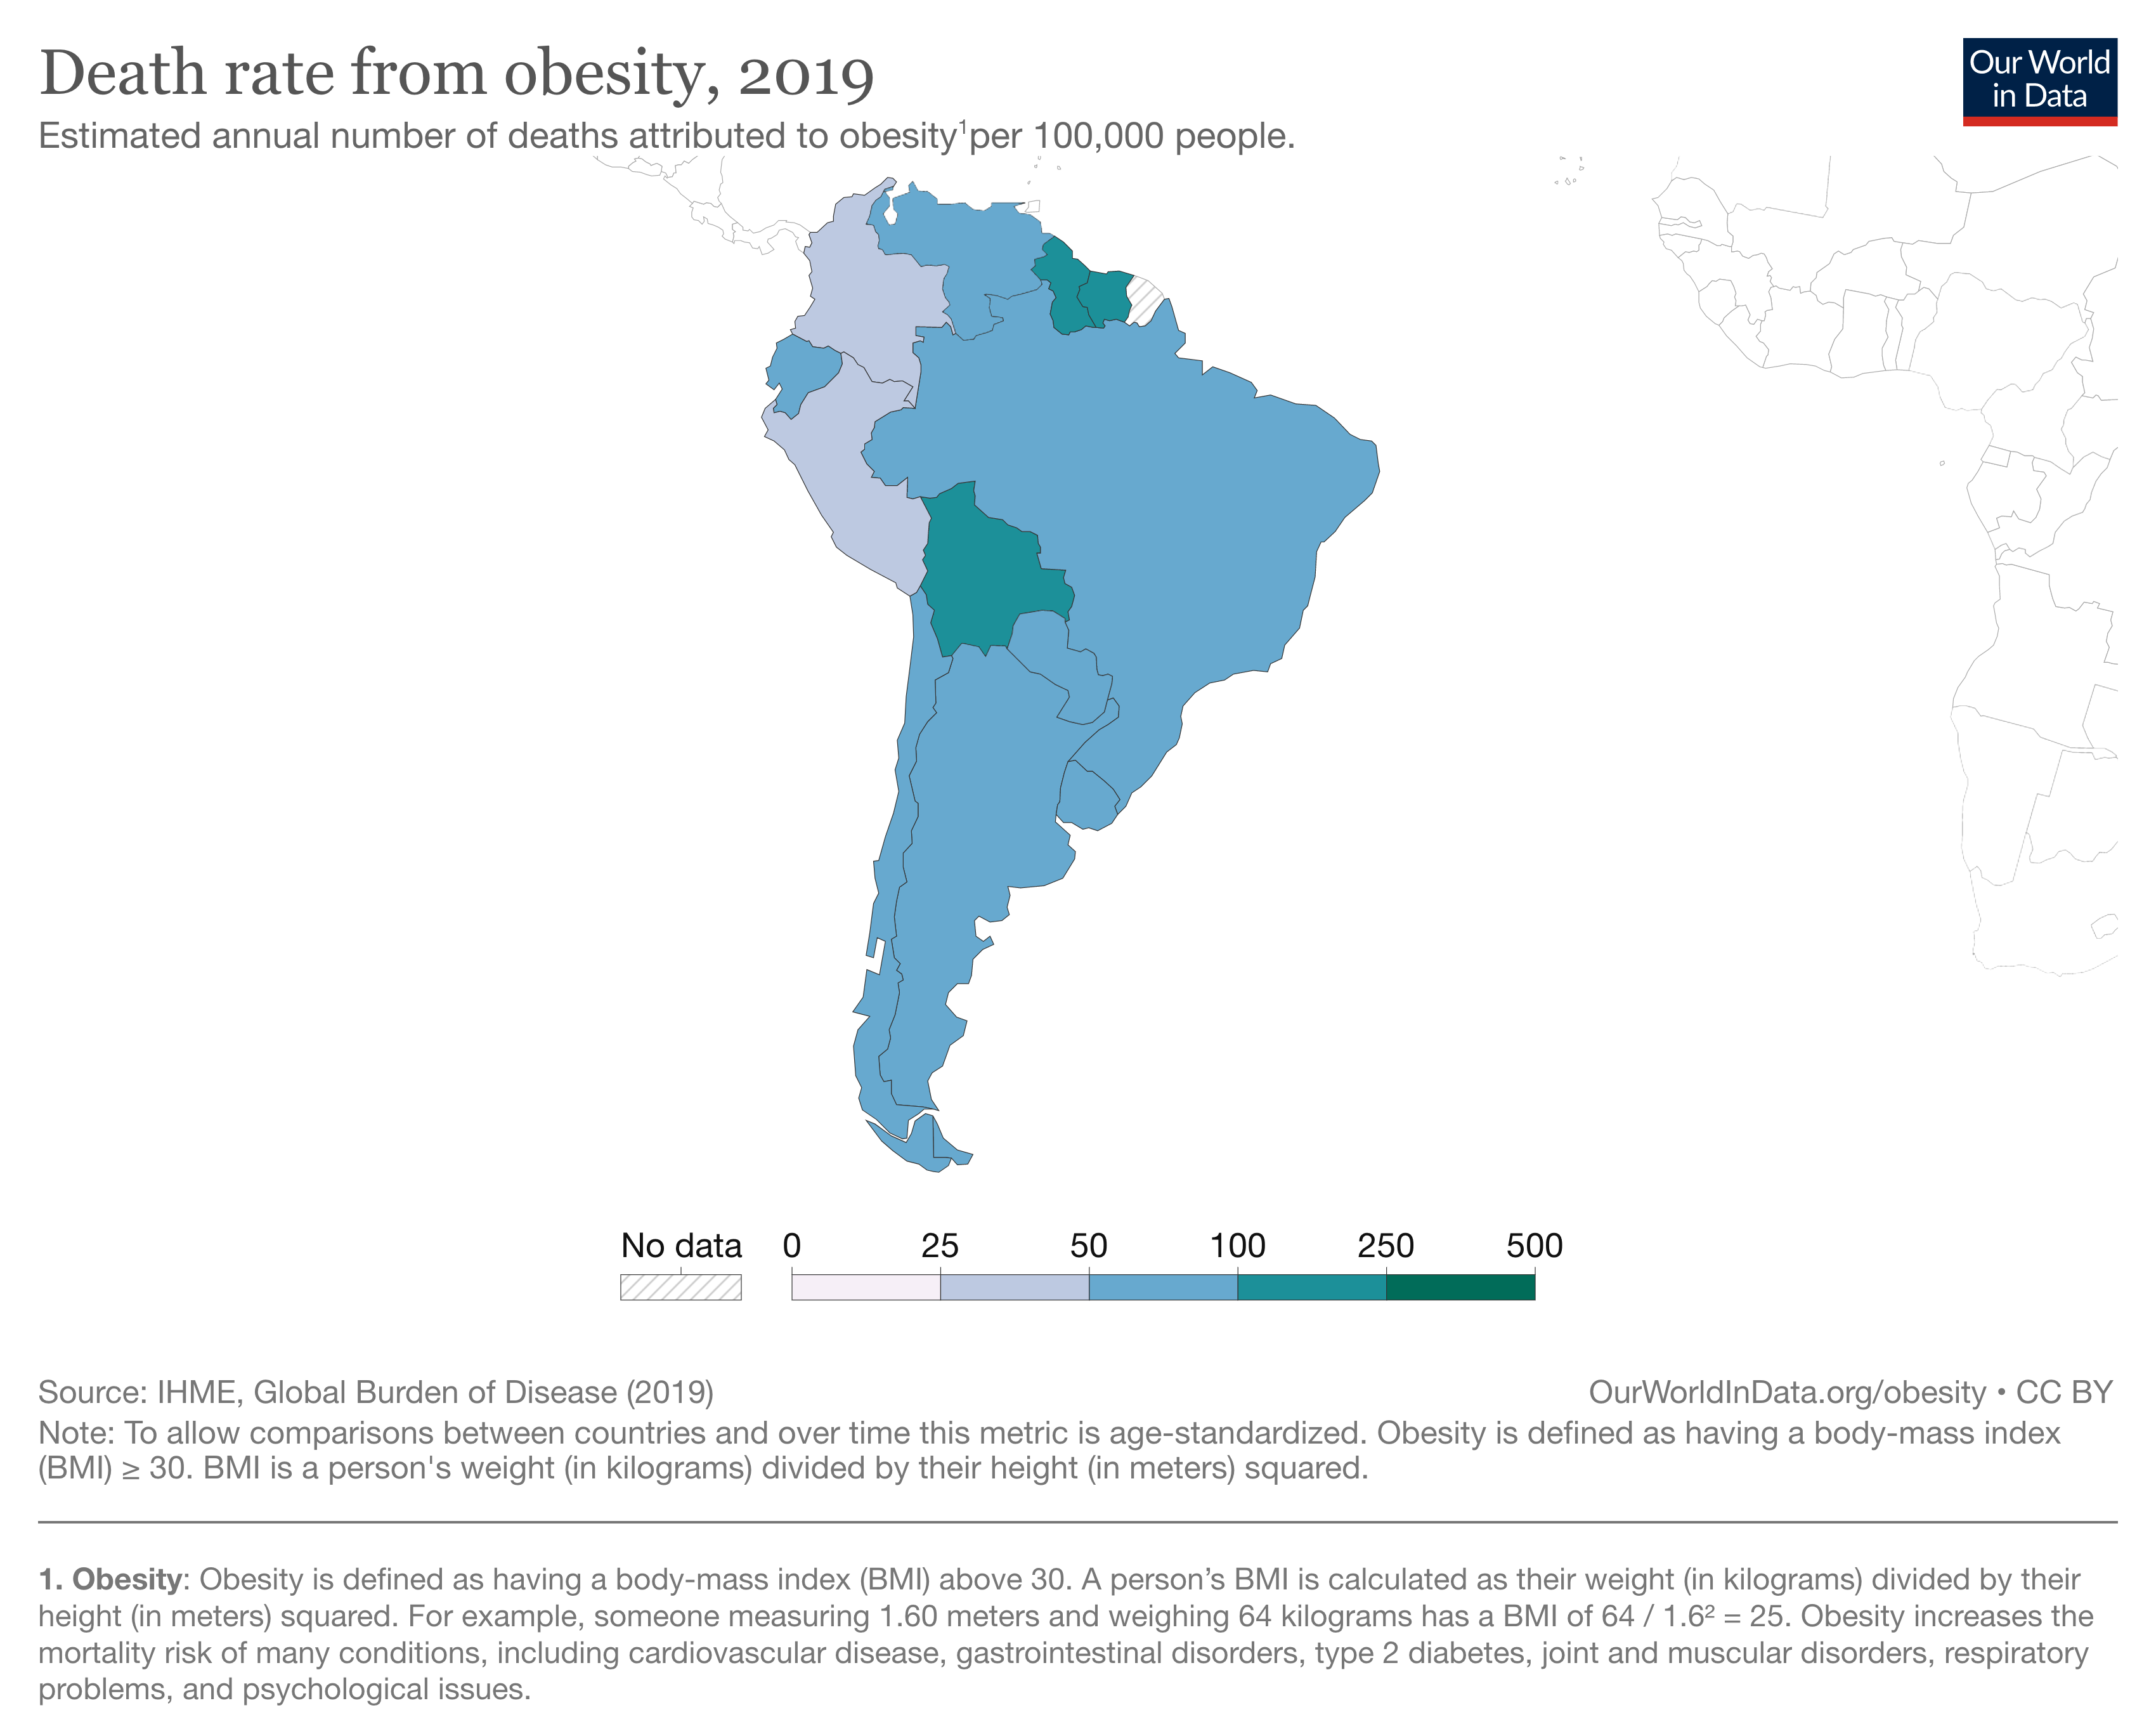 Death rate from obesity, 2019
Estimated annual number of deaths attributed to obesity¹per 100,000 people.
Our World
in Data
No data 0 25 50 100 250 500
Source: IHME, Global Burden of Disease (2019)
OurWorldInData.org/obesity • CC BY
Note: To allow comparisons between countries and over time this metric is age-standardized. Obesity is defined as having a body-mass index
(BMI) ≥ 30. BMI is a person's weight (in kilograms) divided by their height (in meters) squared.
1. Obesity: Obesity is defined as having a body-mass index (BMI) above 30. A person’s BMI is calculated as their weight (in kilograms) divided by their
height (in meters) squared. For example, someone measuring 1.60 meters and weighing 64 kilograms has a BMI of 64 / 1.6² = 25. Obesity increases the
mortality risk of many conditions, including cardiovascular disease, gastrointestinal disorders, type 2 diabetes, joint and muscular disorders, respiratory
problems, and psychological issues.